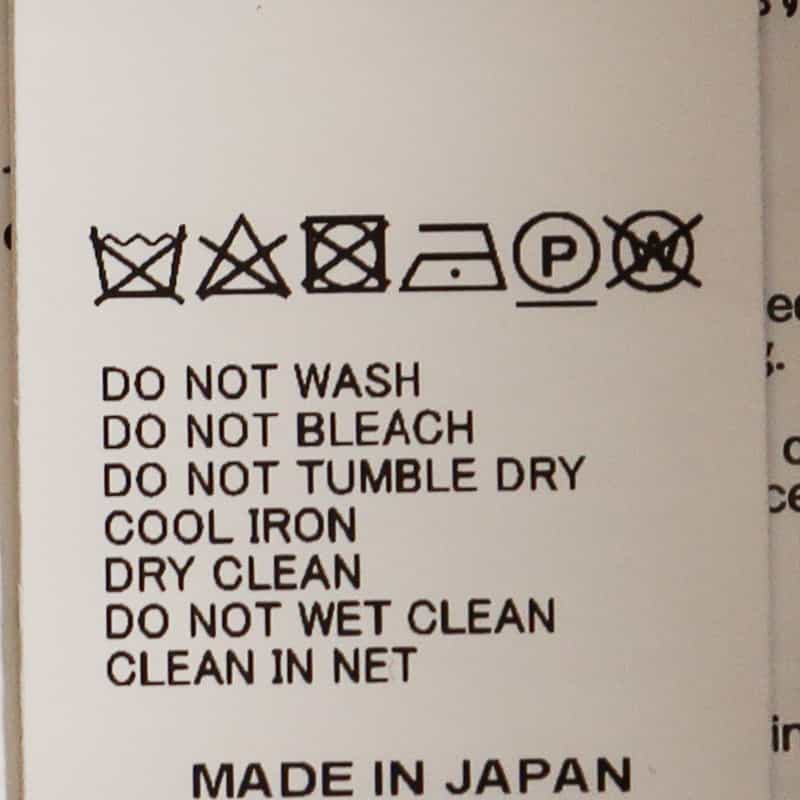 P W
DO NOT WASH
DO NOT BLEACH
DO NOT TUMBLE DRY
COOL IRON
DRY CLEAN
DO NOT WET CLEAN
CLEAN IN NET
MADE IN JAPAN